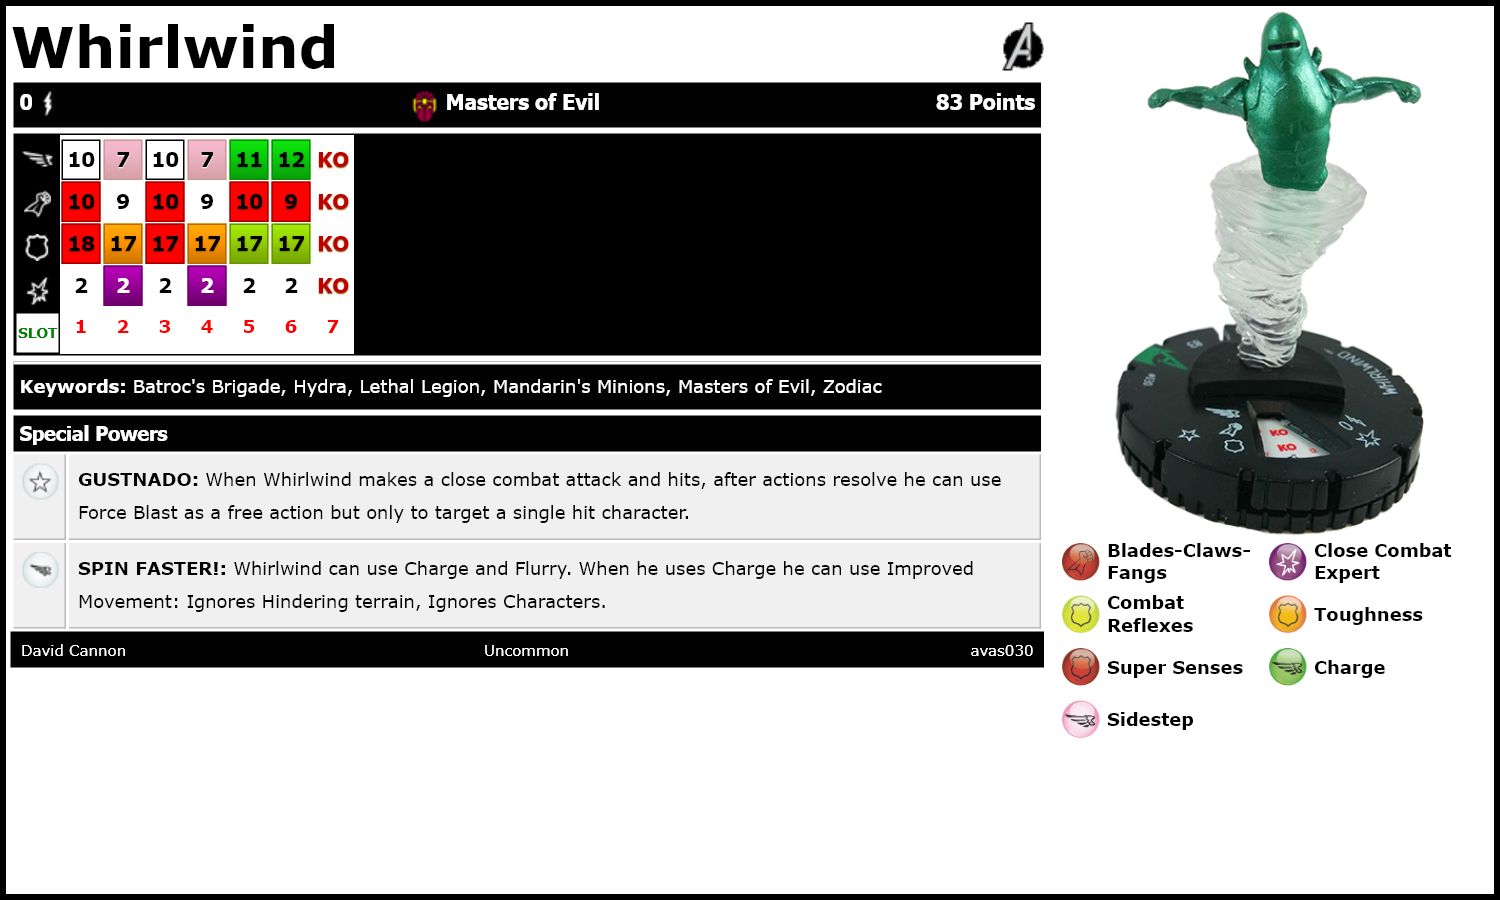 Whirlwind
0 Masters of Evil 83 Points
10 7 10 7 11 12 KO
10 9 10 9 10 9 KO
18 17 17 17 17 17 KO
2 2 2 2 2 2 KO
SLOT 1 2 3 4 5 6 7
Keywords: Batroc's Brigade, Hydra, Lethal Legion, Mandarin's Minions, Masters of Evil, Zodiac
Special Powers
GUSTNADO: When Whirlwind makes a close combat attack and hits, after actions resolve he can use
Force Blast as a free action but only to target a single hit character.
SPIN FASTER!: Whirlwind can use Charge and Flurry. When he uses Charge he can use Improved
Movement: Ignores Hindering terrain, Ignores Characters.
David Cannon Uncommon avas030
83
WHIRLWIND
030
0
KO
KO
Blades-Claws-
Fangs
Close Combat
Expert
Combat
Reflexes
Toughness
Super Senses
Charge
Sidestep